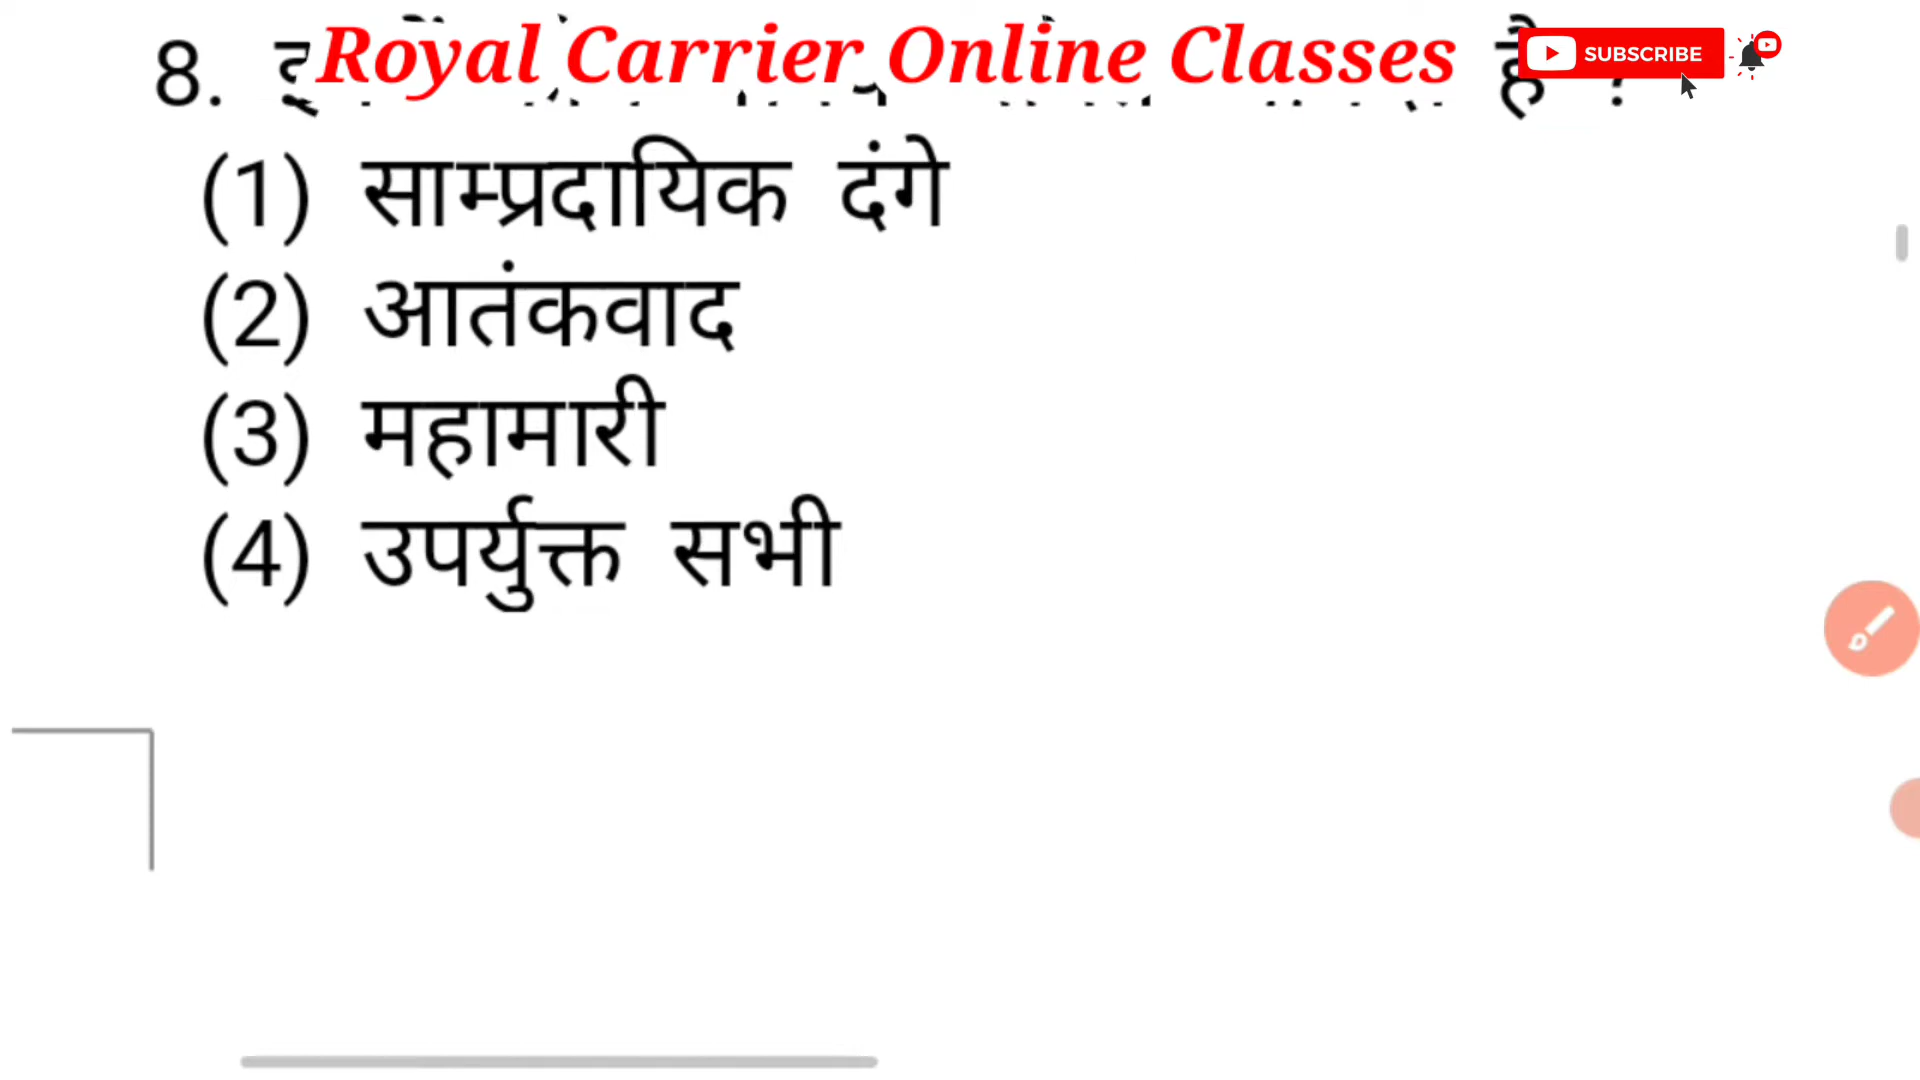 Royal Carrier Online Classes
SUBSCRIBE
8. है ?
(1) साम्प्रदायिक दंगे
(2) आतंकवाद
(3) महामारी
(4) उपर्युक्त सभी